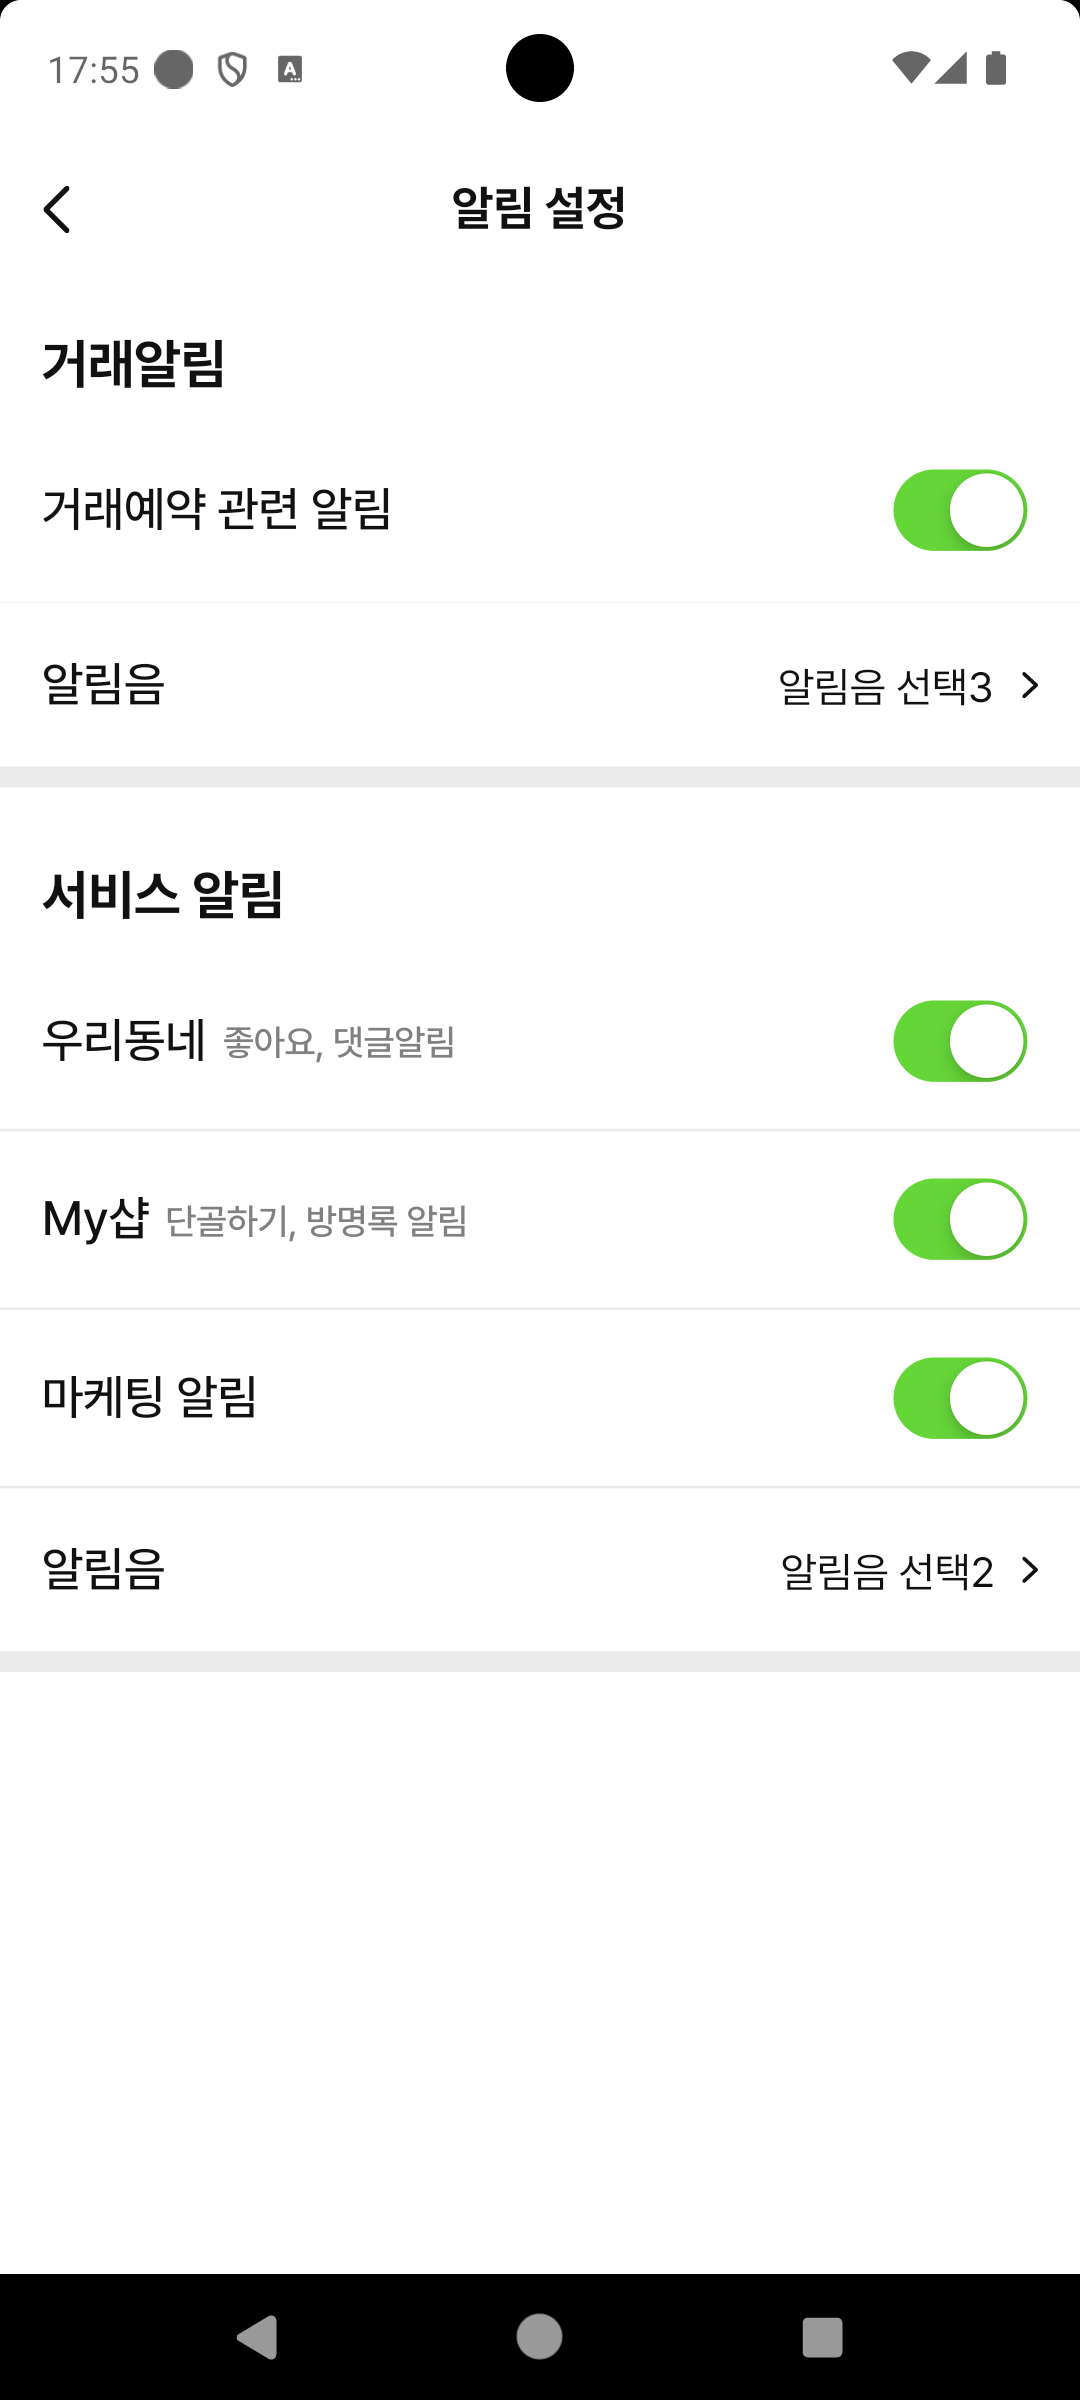 17:55
알림 설정
거래알림
거래예약 관련 알림
알림음 알림음 선택3
서비스 알림
우리동네 좋아요, 댓글알림
My샵 단골하기, 방명록 알림
마케팅 알림
알림음 알림음 선택2